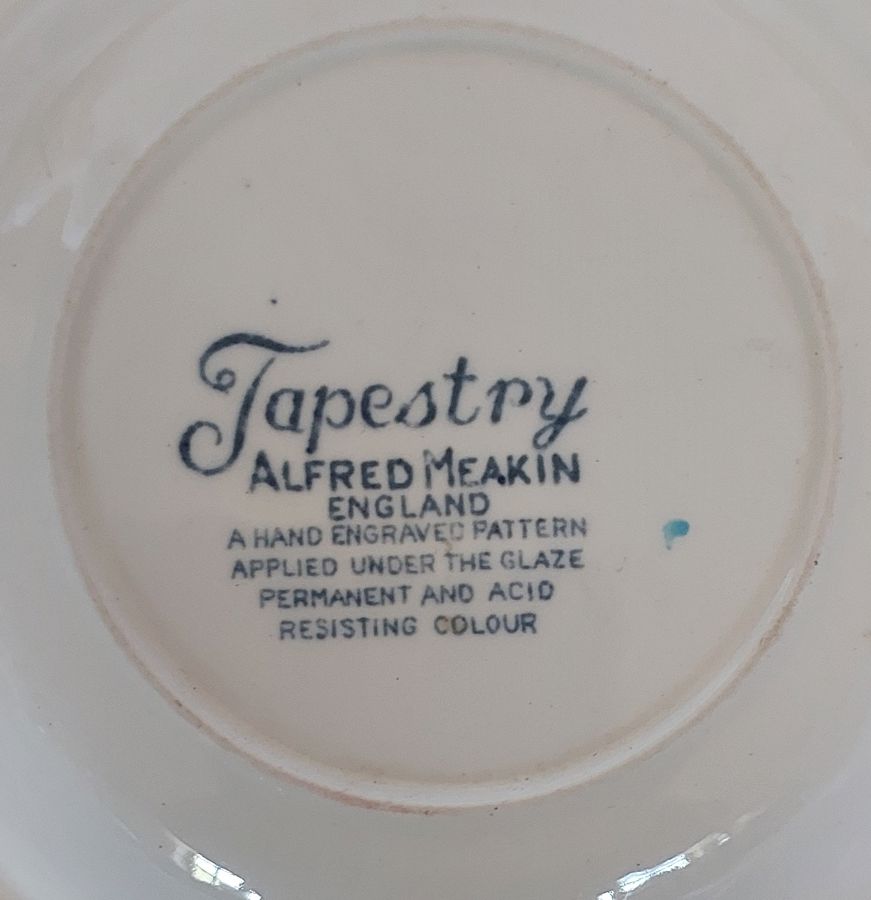 Tapestry
ALFRED MEAKIN
ENGLAND
A HAND ENGRAVED PATTERN
APPLIED UNDER THE GLAZE
PERMANENT AND ACID
RESISTING COLOUR